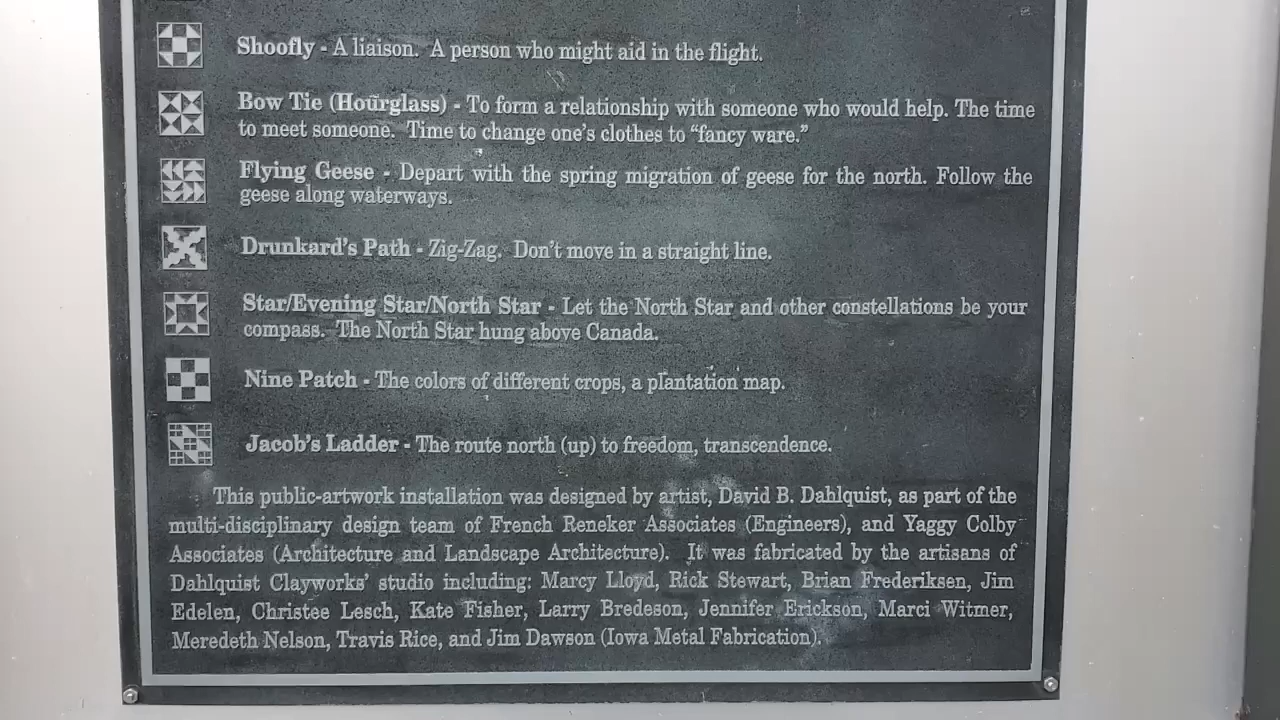 Shoofly - A liaison. A person who might aid in the flight.
Bow Tie (Hourglass) - To form a relationship with someone who would help. The time
to meet someone. Time to change one's clothes to "fancy ware."
Flying Geese - Depart with the spring migration of geese for the north. Follow the
geese along waterways.
Drunkard's Path - Zig-Zag. Don't move in a straight line.
Star/Evening Star/North Star - Let the North Star and other constellations be your
compass. The North Star hung above Canada.
Nine Patch - The colors of different crops, a plantation map.
Jacob's Ladder - The route north (up) to freedom, transcendence.
This public-artwork installation was designed by artist, David B. Dahlquist, as part of the
multi-disciplinary design team of French Reneker Associates (Engineers), and Yaggy Colby
Associates (Architecture and Landscape Architecture). It was fabricated by the artisans of
Dahlquist Clayworks' studio including: Marcy Lloyd, Rick Stewart, Brian Frederiksen, Jim
Edelen, Christee Lesch, Kate Fisher, Larry Bredeson, Jennifer Erickson, Marci Witmer,
Meredeth Nelson, Travis Rice, and Jim Dawson (Iowa Metal Fabrication).